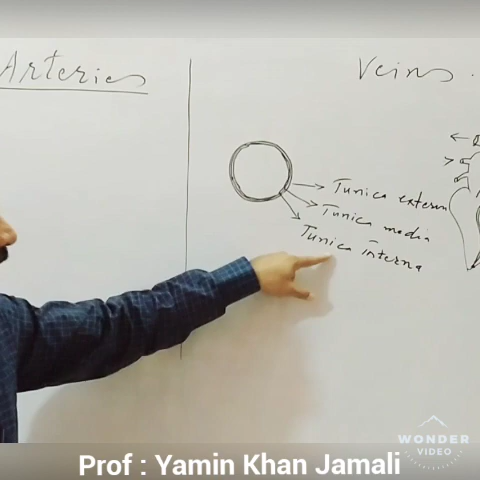 Arteries
Veins.
Tunica extern
Tunica media
Tunica interna
WONDER
VIDEO
Prof : Yamin Khan Jamali